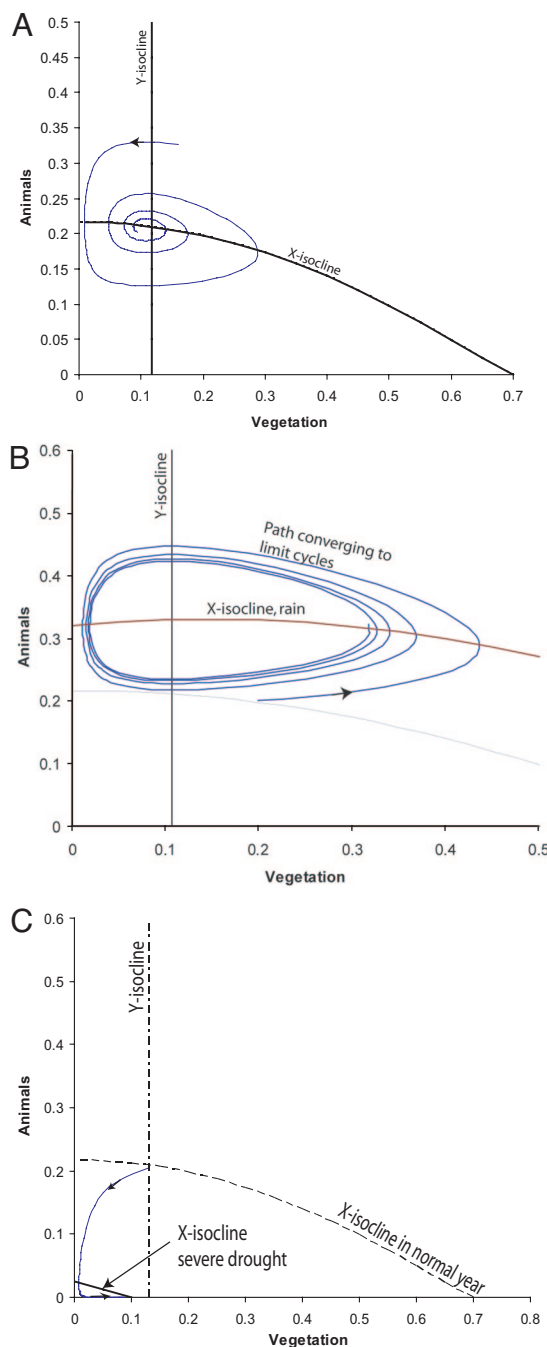 A
0.5
0.45
0.4
0.35
0.3
0.25
0.2
0.15
0.1
0.05
0
Animals
Y-isocline
X-isocline
0 0.1 0.2 0.3 0.4 0.5 0.6 0.7
Vegetation
B
0.6
0.5
0.4
0.3
0.2
0.1
0
Animals
Y-isocline
Path converging to
limit cycles
X-isocline, rain
0 0.1 0.2 0.3 0.4 0.5
Vegetation
C
0.6
0.5
0.4
0.3
0.2
0.1
0
Animals
Y-isocline
X-isocline
severe drought
X-isocline in normal year
0 0.1 0.2 0.3 0.4 0.5 0.6 0.7 0.8
Vegetation